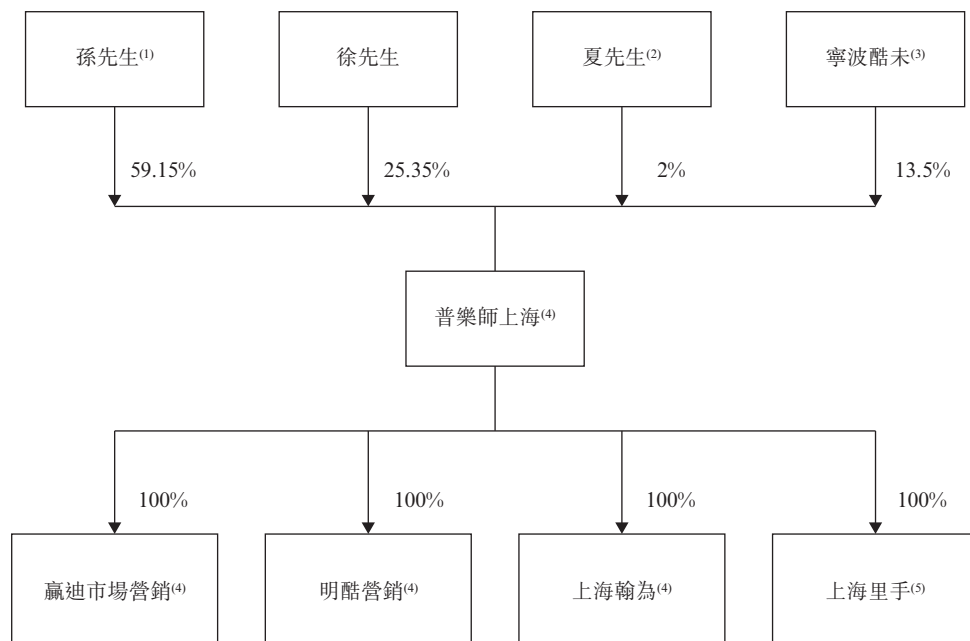 孫先生(1)
徐先生
夏先生(2)
寧波酷未(3)
59.15%
25.35%
2%
13.5%
普樂師上海(4)
100%
100%
100%
100%
贏迪市場營銷(4)
明酷營銷(4)
上海翰為(4)
上海里手(5)